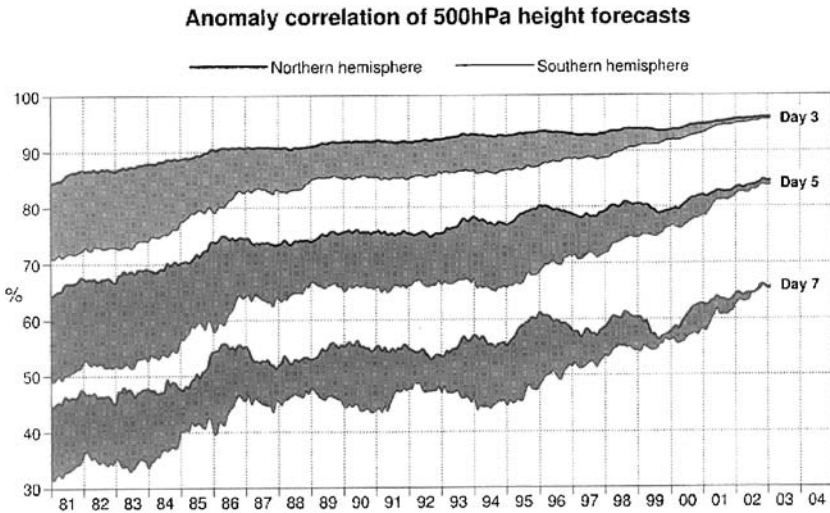 Anomaly correlation of 500hPa height forecasts
Northern hemisphere Southern hemisphere
100
Day 3
90
Day 5
80
70
Day 7
%
60
50
40
30
81 82 83 84 85 86 87 88 89 90 91 92 93 94 95 96 97 98 99 00 01 02 03 04